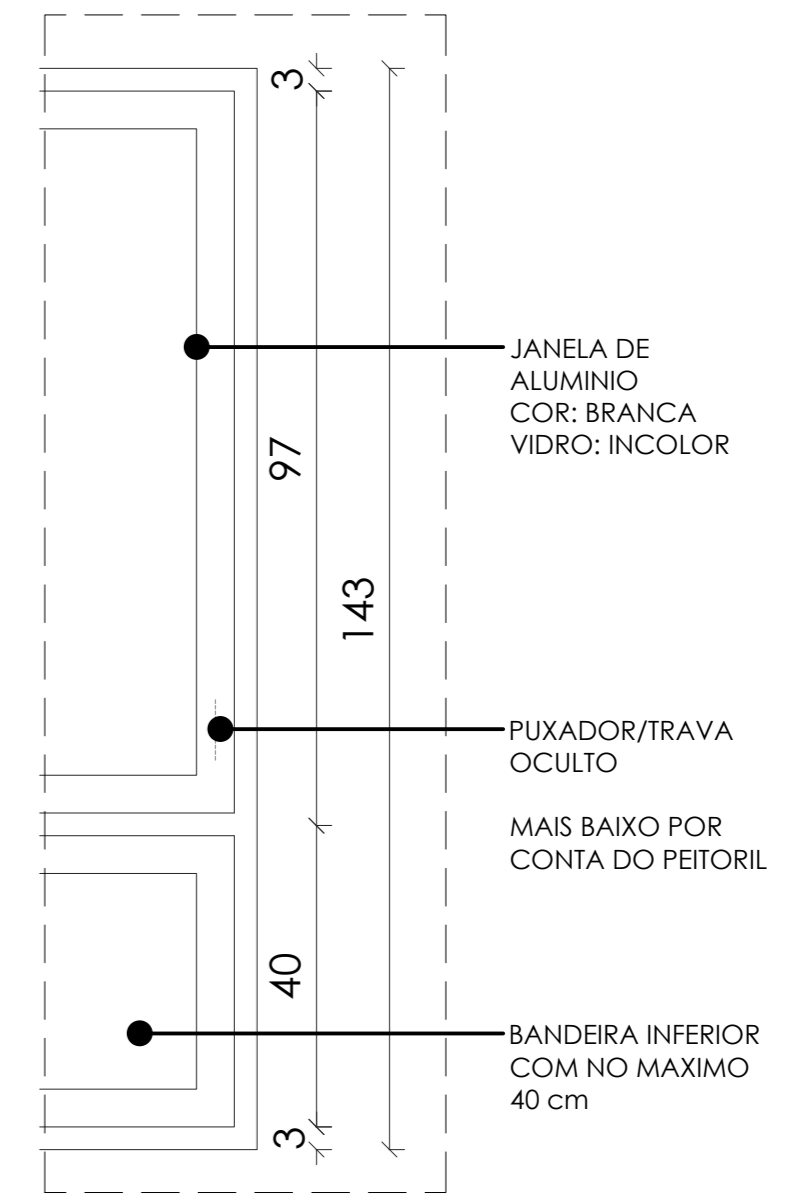 3
97
143
40
3
JANELA DE
ALUMINIO
COR: BRANCA
VIDRO: INCOLOR
PUXADOR/TRAVA
OCULTO
MAIS BAIXO POR
CONTA DO PEITORIL
BANDEIRA INFERIOR
COM NO MAXIMO
40 cm